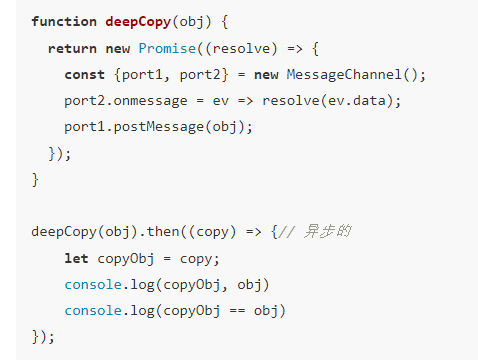 function deepCopy(obj) {
  return new Promise((resolve) => {
    const {port1, port2} = new MessageChannel();
    port2.onmessage = ev => resolve(ev.data);
    port1.postMessage(obj);
  });
}

deepCopy(obj).then((copy) => {// 异步的
    let copyObj = copy;
    console.log(copyObj, obj)
    console.log(copyObj == obj)
});